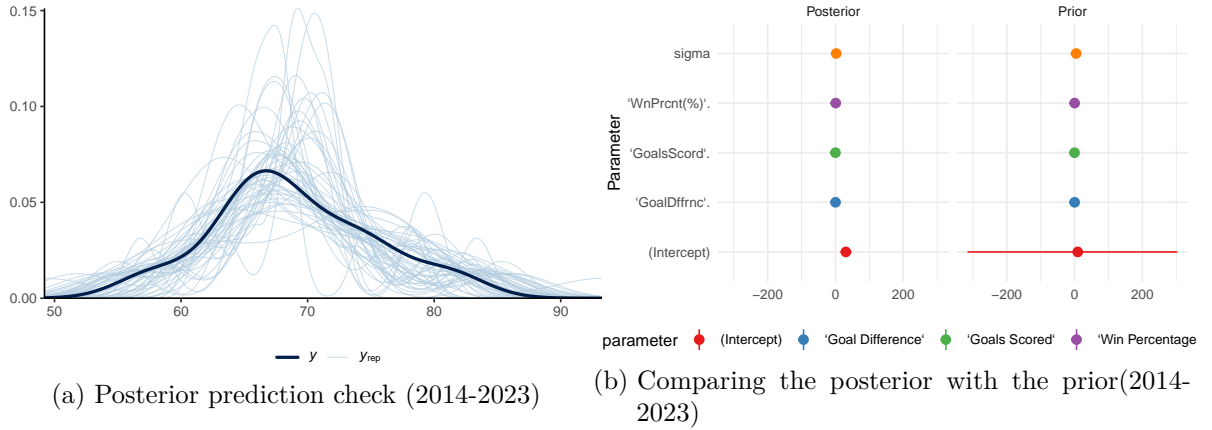 0.15
0.10
0.05
0.00
50 60 70 80 90
y yrep
(a) Posterior prediction check (2014-2023)
Posterior Prior
Parameter
sigma
‘WnPrcnt(%)‘.
‘GoalsScord‘.
‘GoalDffrnc‘.
(Intercept)
−200 0 200 −200 0 200
parameter (Intercept) ‘Goal Difference‘ ‘Goals Scored‘ ‘Win Percentage
(b) Comparing the posterior with the prior(2014-
2023)